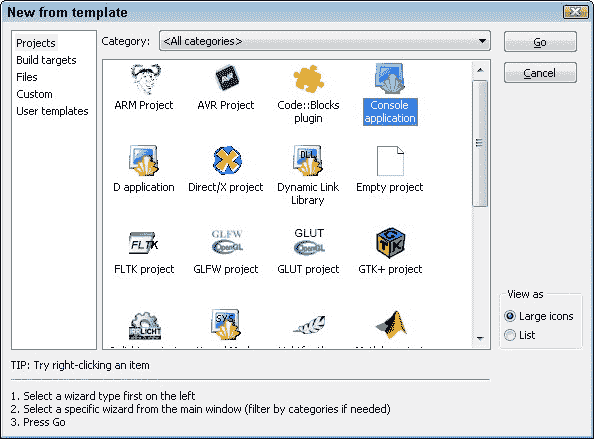 New from template
Projects
Build targets
Files
Custom
User templates
Category: <All categories>
Go
Cancel
ARM Project
AVR Project
Code::Blocks
plugin
Console
application
D application
Direct/X project
DLL
Dynamic Link
Library
Empty project
FLTK
FLTK project
GLFW
OpenGL
GLFW project
GLUT
OpenGL
GLUT project
GTK
GTK+ project
SYS
View as
Large icons
List
TIP: Try right-clicking an item
1. Select a wizard type first on the left
2. Select a specific wizard from the main window (filter by categories if needed)
3. Press Go